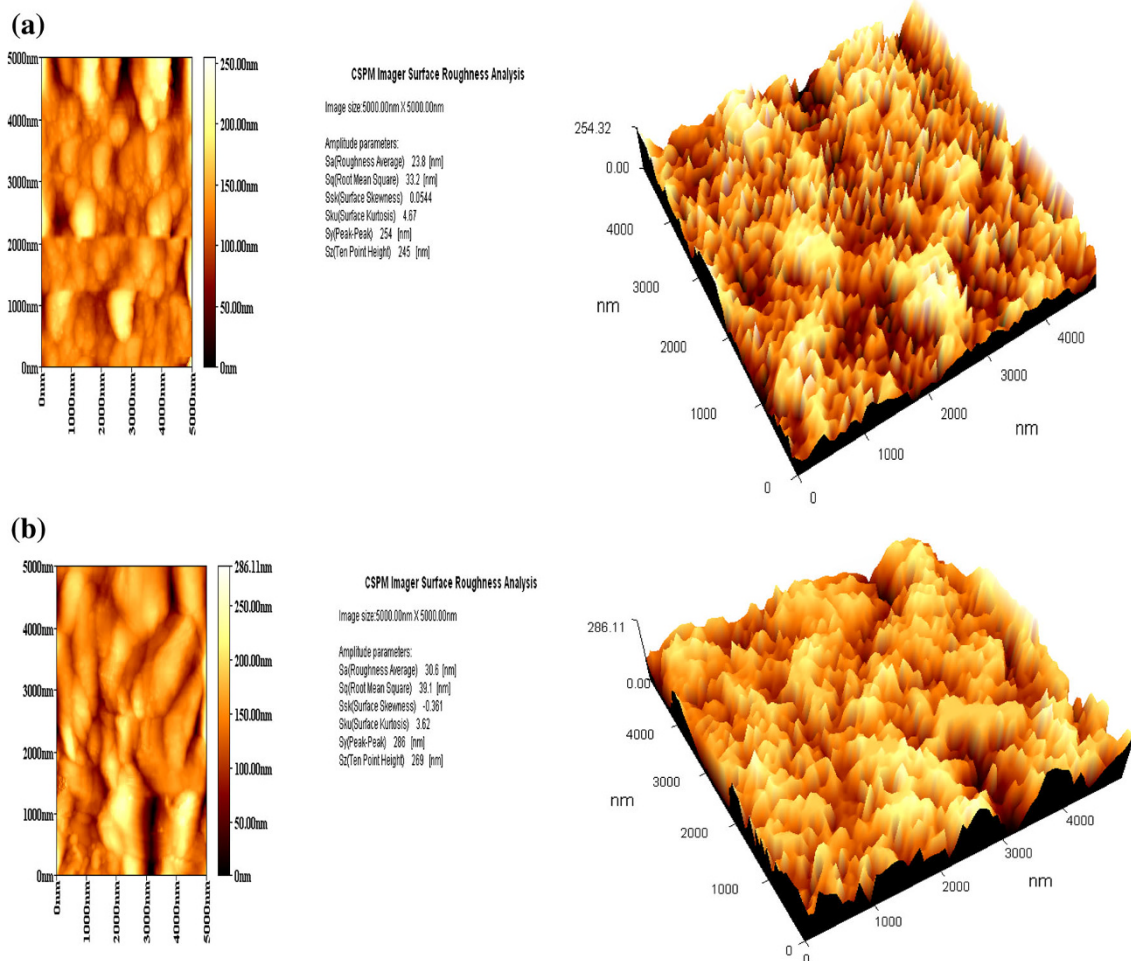 (a)
5000nm
4000nm
3000nm
2000nm
1000nm
0nm
0nm
1000nm
2000nm
3000nm
4000nm
5000nm
250.00nm
200.00nm
150.00nm
100.00nm
50.00nm
0nm
CSPM Imager Surface Roughness Analysis
Image size:5000.00nm X 5000.00nm
Amplitude parameters:
Sa(Roughness Average) 23.8 [nm]
Sq(Root Mean Square) 33.2 [nm]
Ssk(Surface Skewness) 0.0544
Sku(Surface Kurtosis) 4.67
Sy(Peak-Peak) 254 [nm]
Sz(Ten Point Height) 245 [nm]
254.32
0.00
4000
3000
nm
2000
1000
0
0
1000
2000
3000
4000
nm
(b)
5000nm
4000nm
3000nm
2000nm
1000nm
0nm
0nm
1000nm
2000nm
3000nm
4000nm
5000nm
286.11nm
250.00nm
200.00nm
150.00nm
100.00nm
50.00nm
0nm
CSPM Imager Surface Roughness Analysis
Image size:5000.00nm X 5000.00nm
Amplitude parameters:
Sa(Roughness Average) 30.6 [nm]
Sq(Root Mean Square) 39.1 [nm]
Ssk(Surface Skewness) -0.361
Sku(Surface Kurtosis) 3.62
Sy(Peak-Peak) 286 [nm]
Sz(Ten Point Height) 269 [nm]
286.11
0.00
4000
3000
nm
2000
1000
0
0
1000
2000
3000
4000
nm